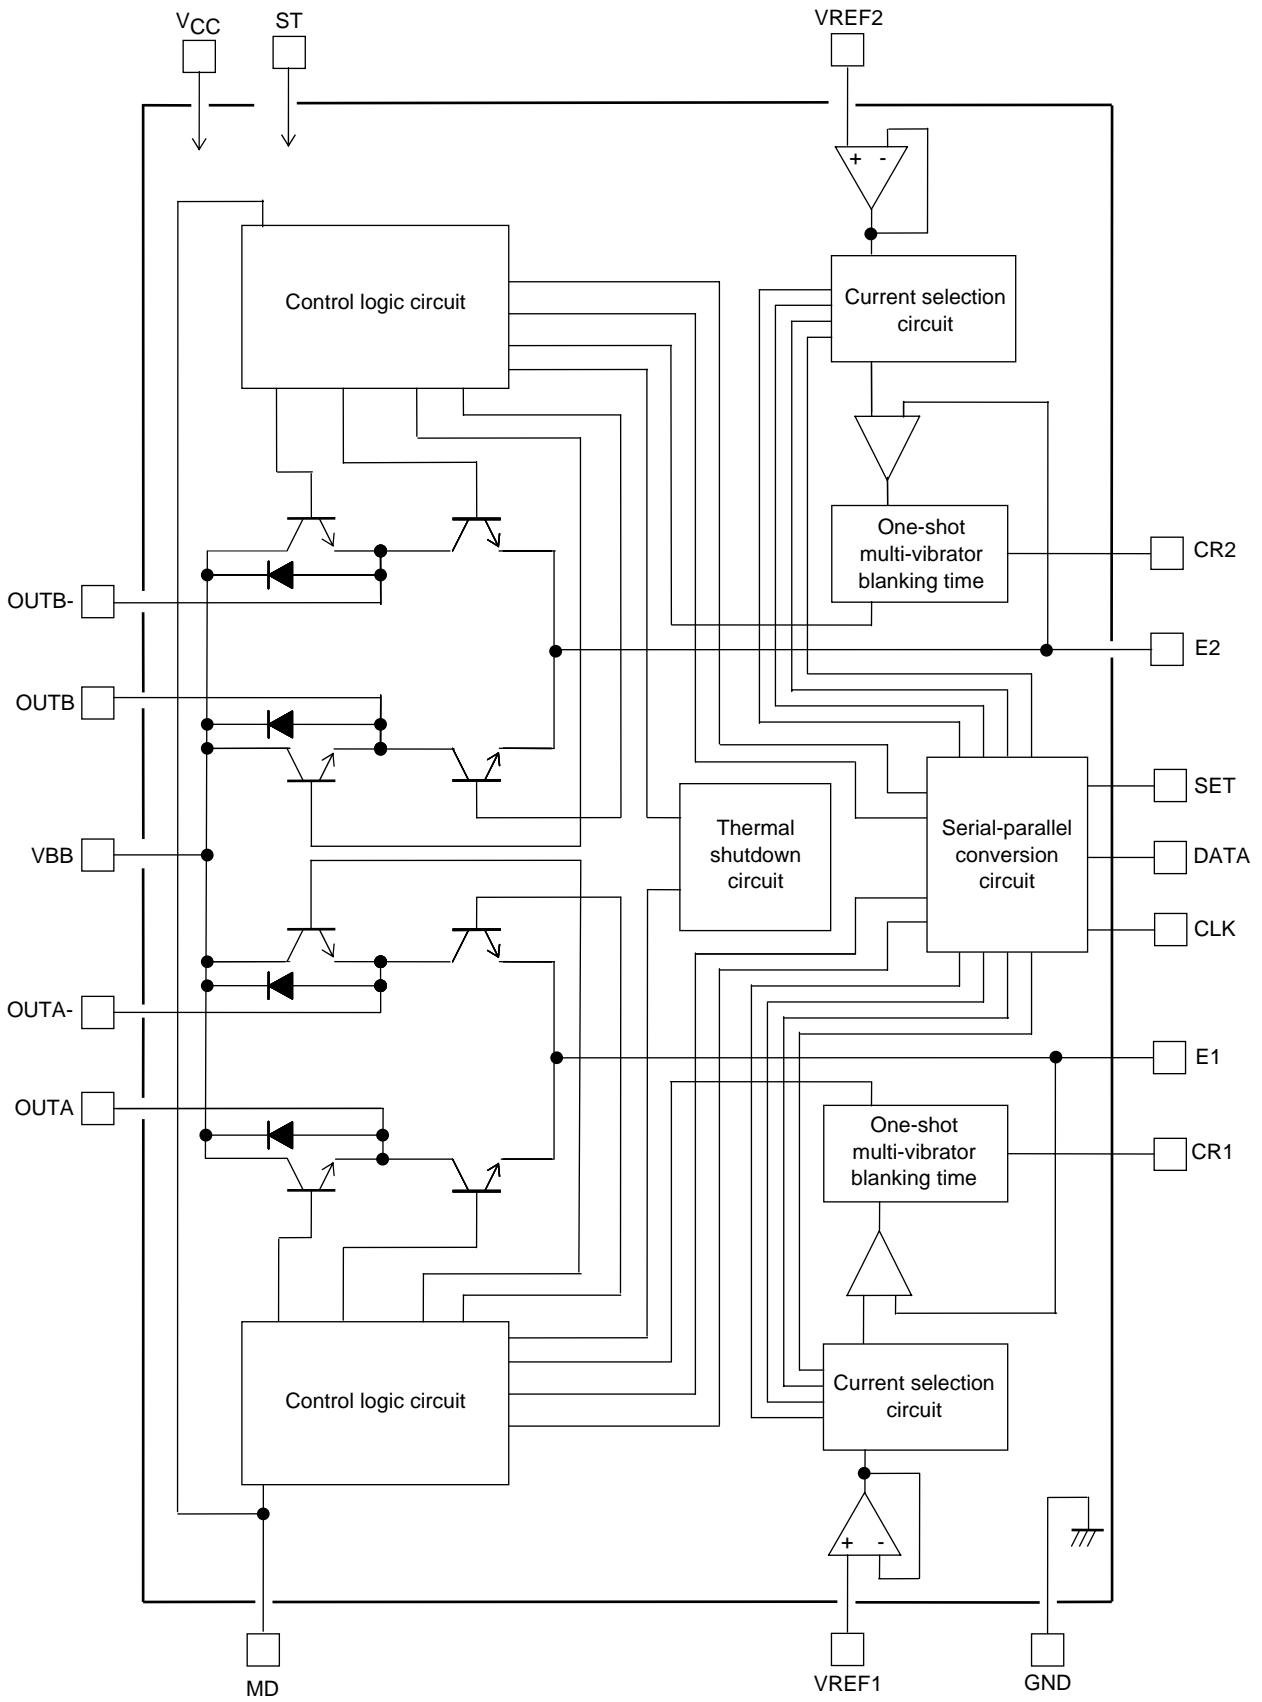 VCC
ST
VREF2
+ -
Control logic circuit
Current selection
circuit
One-shot
multi-vibrator
blanking time
CR2
OUTB-
E2
OUTB
SET
Thermal
shutdown
circuit
Serial-parallel
conversion
circuit
VBB
DATA
CLK
OUTA-
E1
OUTA
One-shot
multi-vibrator
blanking time
CR1
Control logic circuit
Current selection
circuit
+ -
MD
VREF1
GND